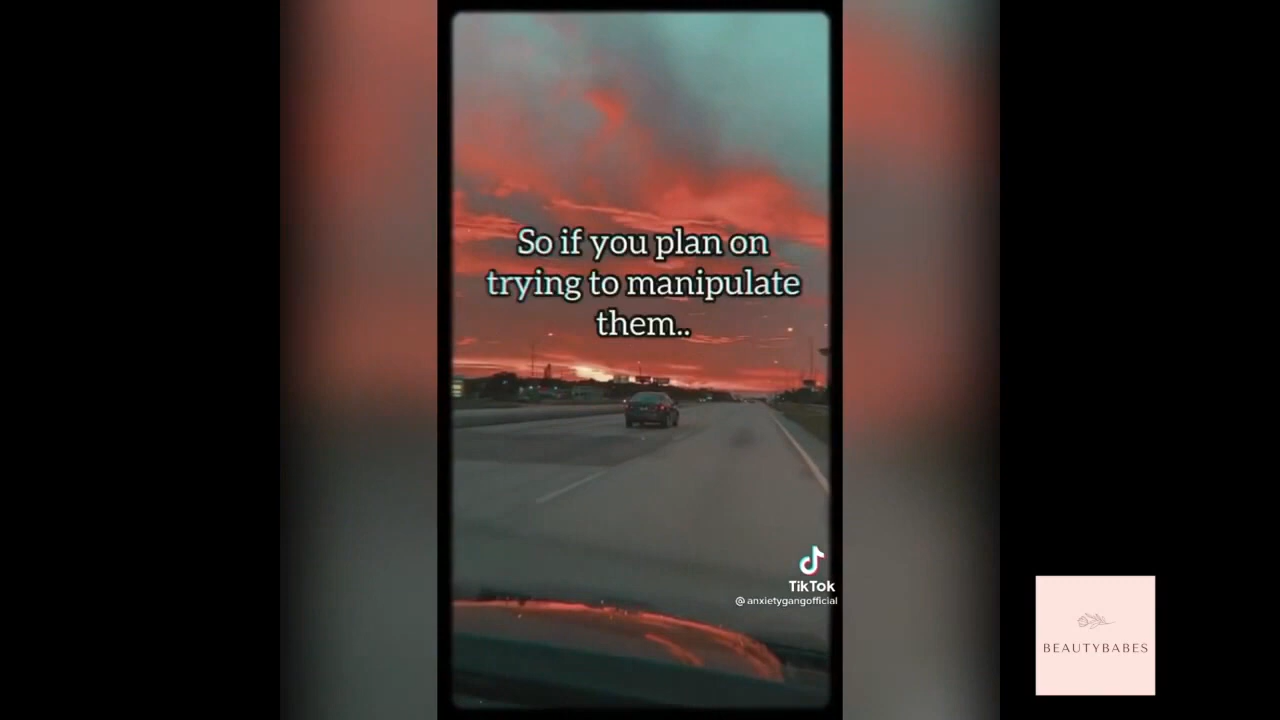 So if you plan on
trying to manipulate
them..
TikTok
@anxietygangofficial
BEAUTYBABES